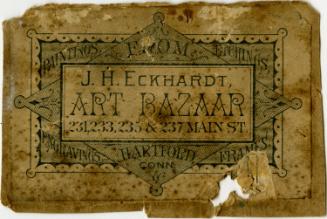 PAINTINGS FROM ETCHINGS
J. H. ECKHARDT,
ART BAZAAR
231, 233, 235 & 237 MAIN ST.
ENGRAVINGS HARTFORD FRAMES
CONN.